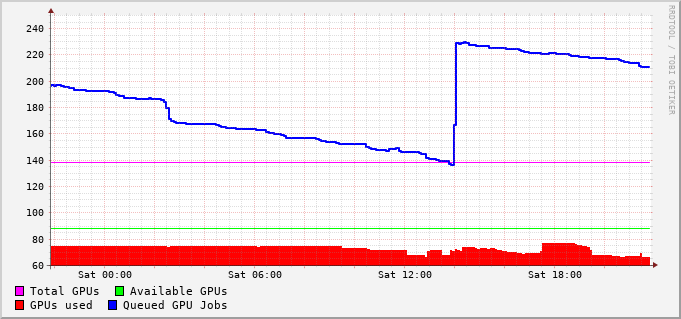 RRDTOOL / TOBI OETIKER
240
220
200
180
160
140
120
100
80
60
Sat 00:00 Sat 06:00 Sat 12:00 Sat 18:00
Total GPUs Available GPUs
GPUs used Queued GPU Jobs